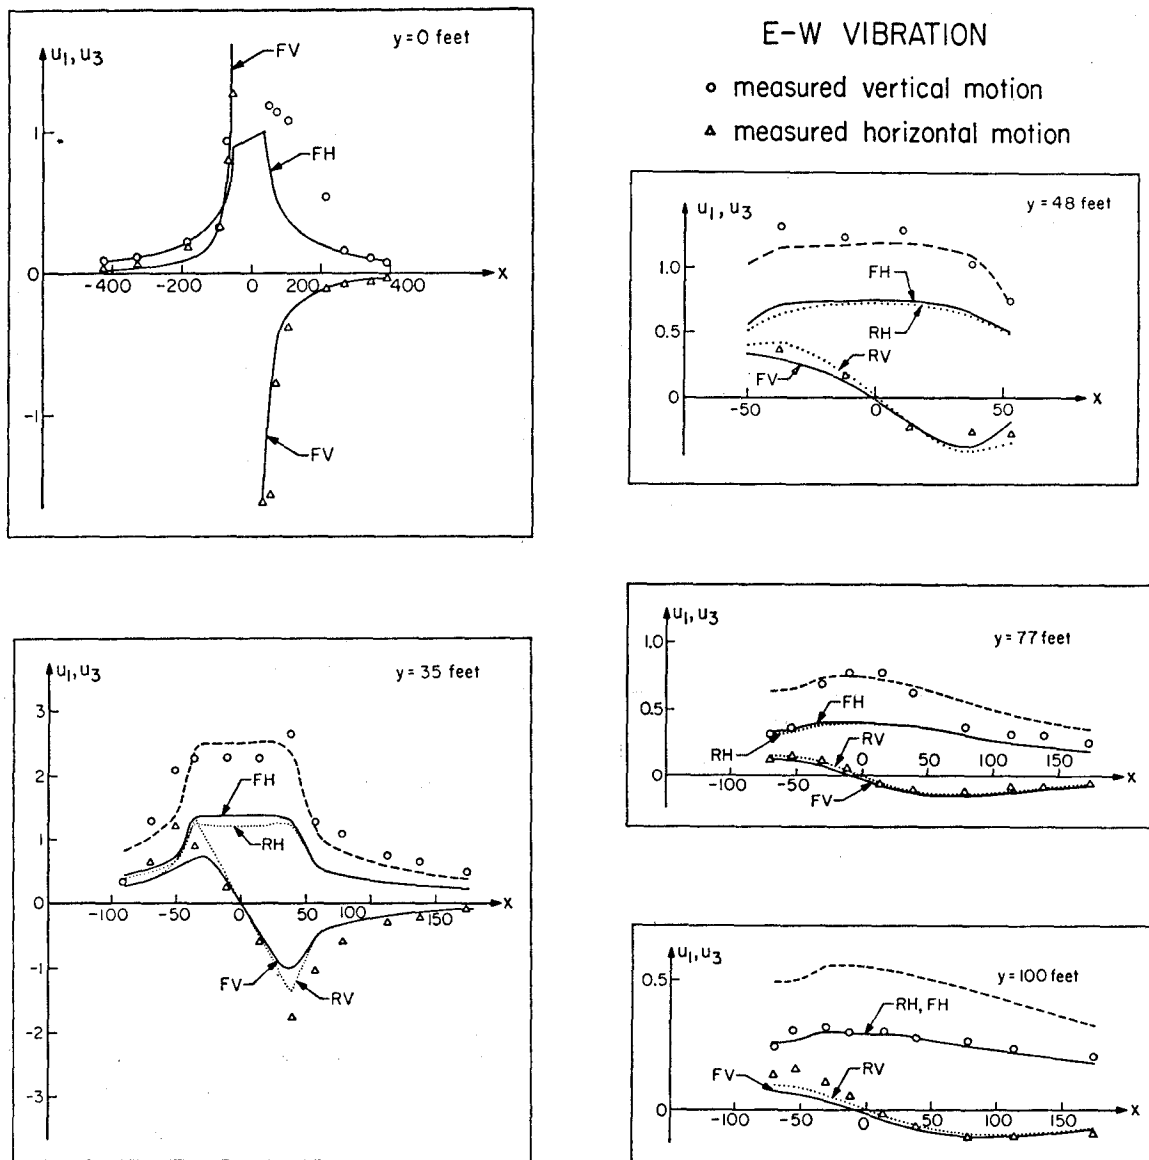 E-W VIBRATION
○ measured vertical motion
△ measured horizontal motion
u₁, u₃
y=0 feet
FV
1
FH
0
-400 -200 0 200 400 x
-1
FV
u₁, u₃
y = 48 feet
1.0
FH
0.5
RH
RV
FV
0
-50 0 50 x
u₁, u₃
y = 35 feet
3
2
FH
1
RH
0
-100 -50 0 50 100 150 x
-1
FV
RV
-2
-3
u₁, u₃
y = 77 feet
1.0
FH
0.5
RH
RV
0
-100 -50 0 50 100 150 x
FV
u₁, u₃
y = 100 feet
0.5
RH, FH
FV
RV
0
-100 -50 0 50 100 150 x